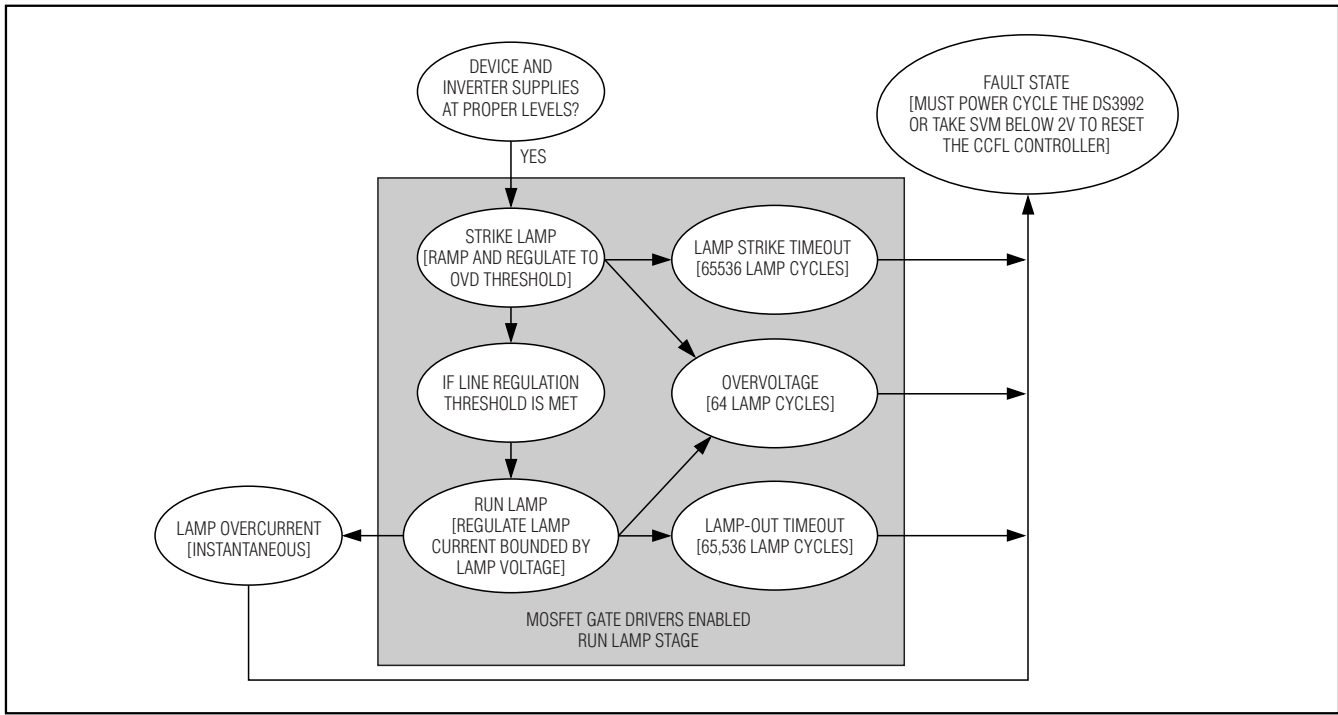 DEVICE AND
INVERTER SUPPLIES
AT PROPER LEVELS?
FAULT STATE
[MUST POWER CYCLE THE DS3992
OR TAKE SVM BELOW 2V TO RESET
THE CCFL CONTROLLER]
YES
STRIKE LAMP
[RAMP AND REGULATE TO
OVD THRESHOLD]
LAMP STRIKE TIMEOUT
[65536 LAMP CYCLES]
IF LINE REGULATION
THRESHOLD IS MET
OVERVOLTAGE
[64 LAMP CYCLES]
LAMP OVERCURRENT
[INSTANTANEOUS]
RUN LAMP
[REGULATE LAMP
CURRENT BOUNDED BY
LAMP VOLTAGE]
LAMP-OUT TIMEOUT
[65,536 LAMP CYCLES]
MOSFET GATE DRIVERS ENABLED
RUN LAMP STAGE